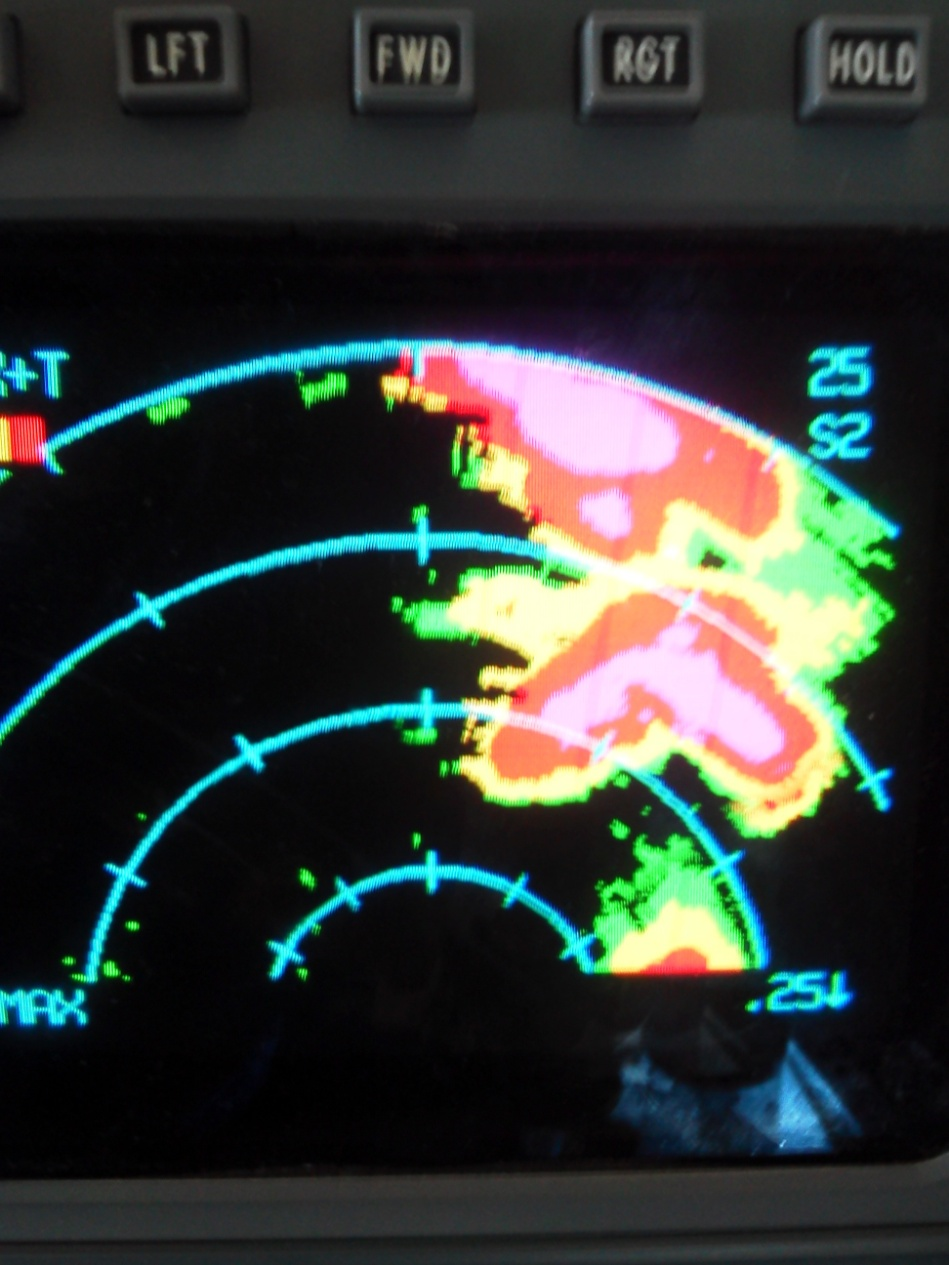 LFT FWD RGT HOLD
+T
25
S2
MAX
.25↓